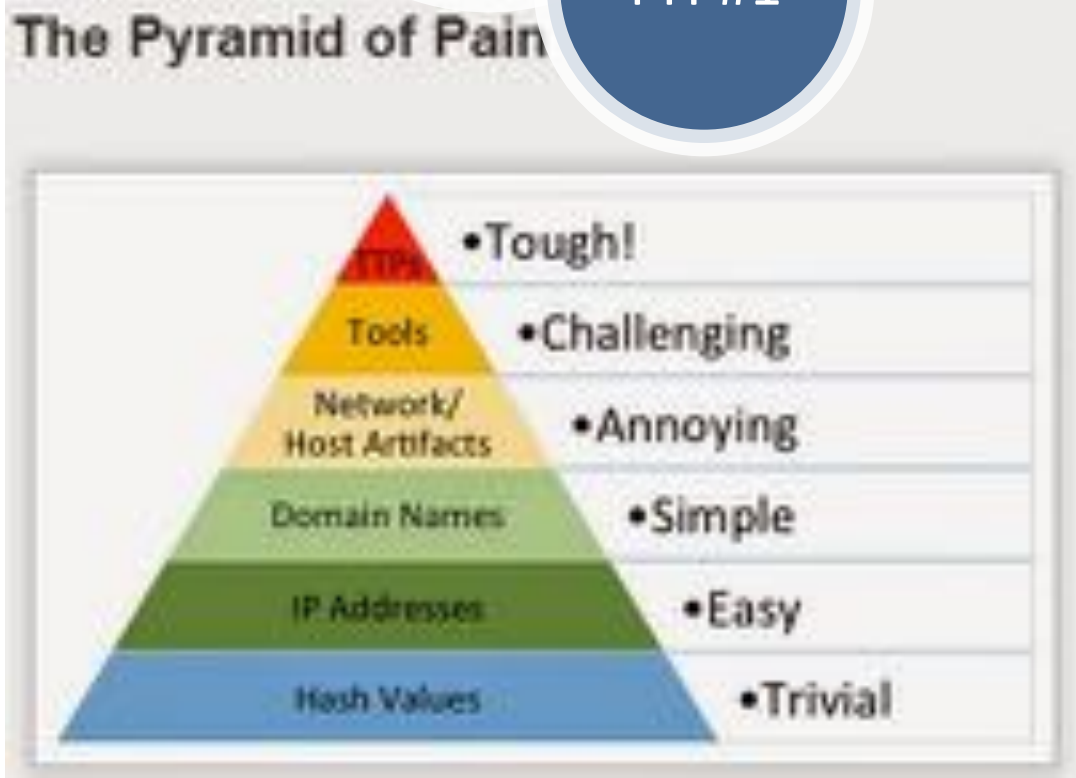 The Pyramid of Pain
TTPs
•Tough!
Tools
•Challenging
Network/
Host Artifacts
•Annoying
Domain Names
•Simple
IP Addresses
•Easy
Hash Values
•Trivial